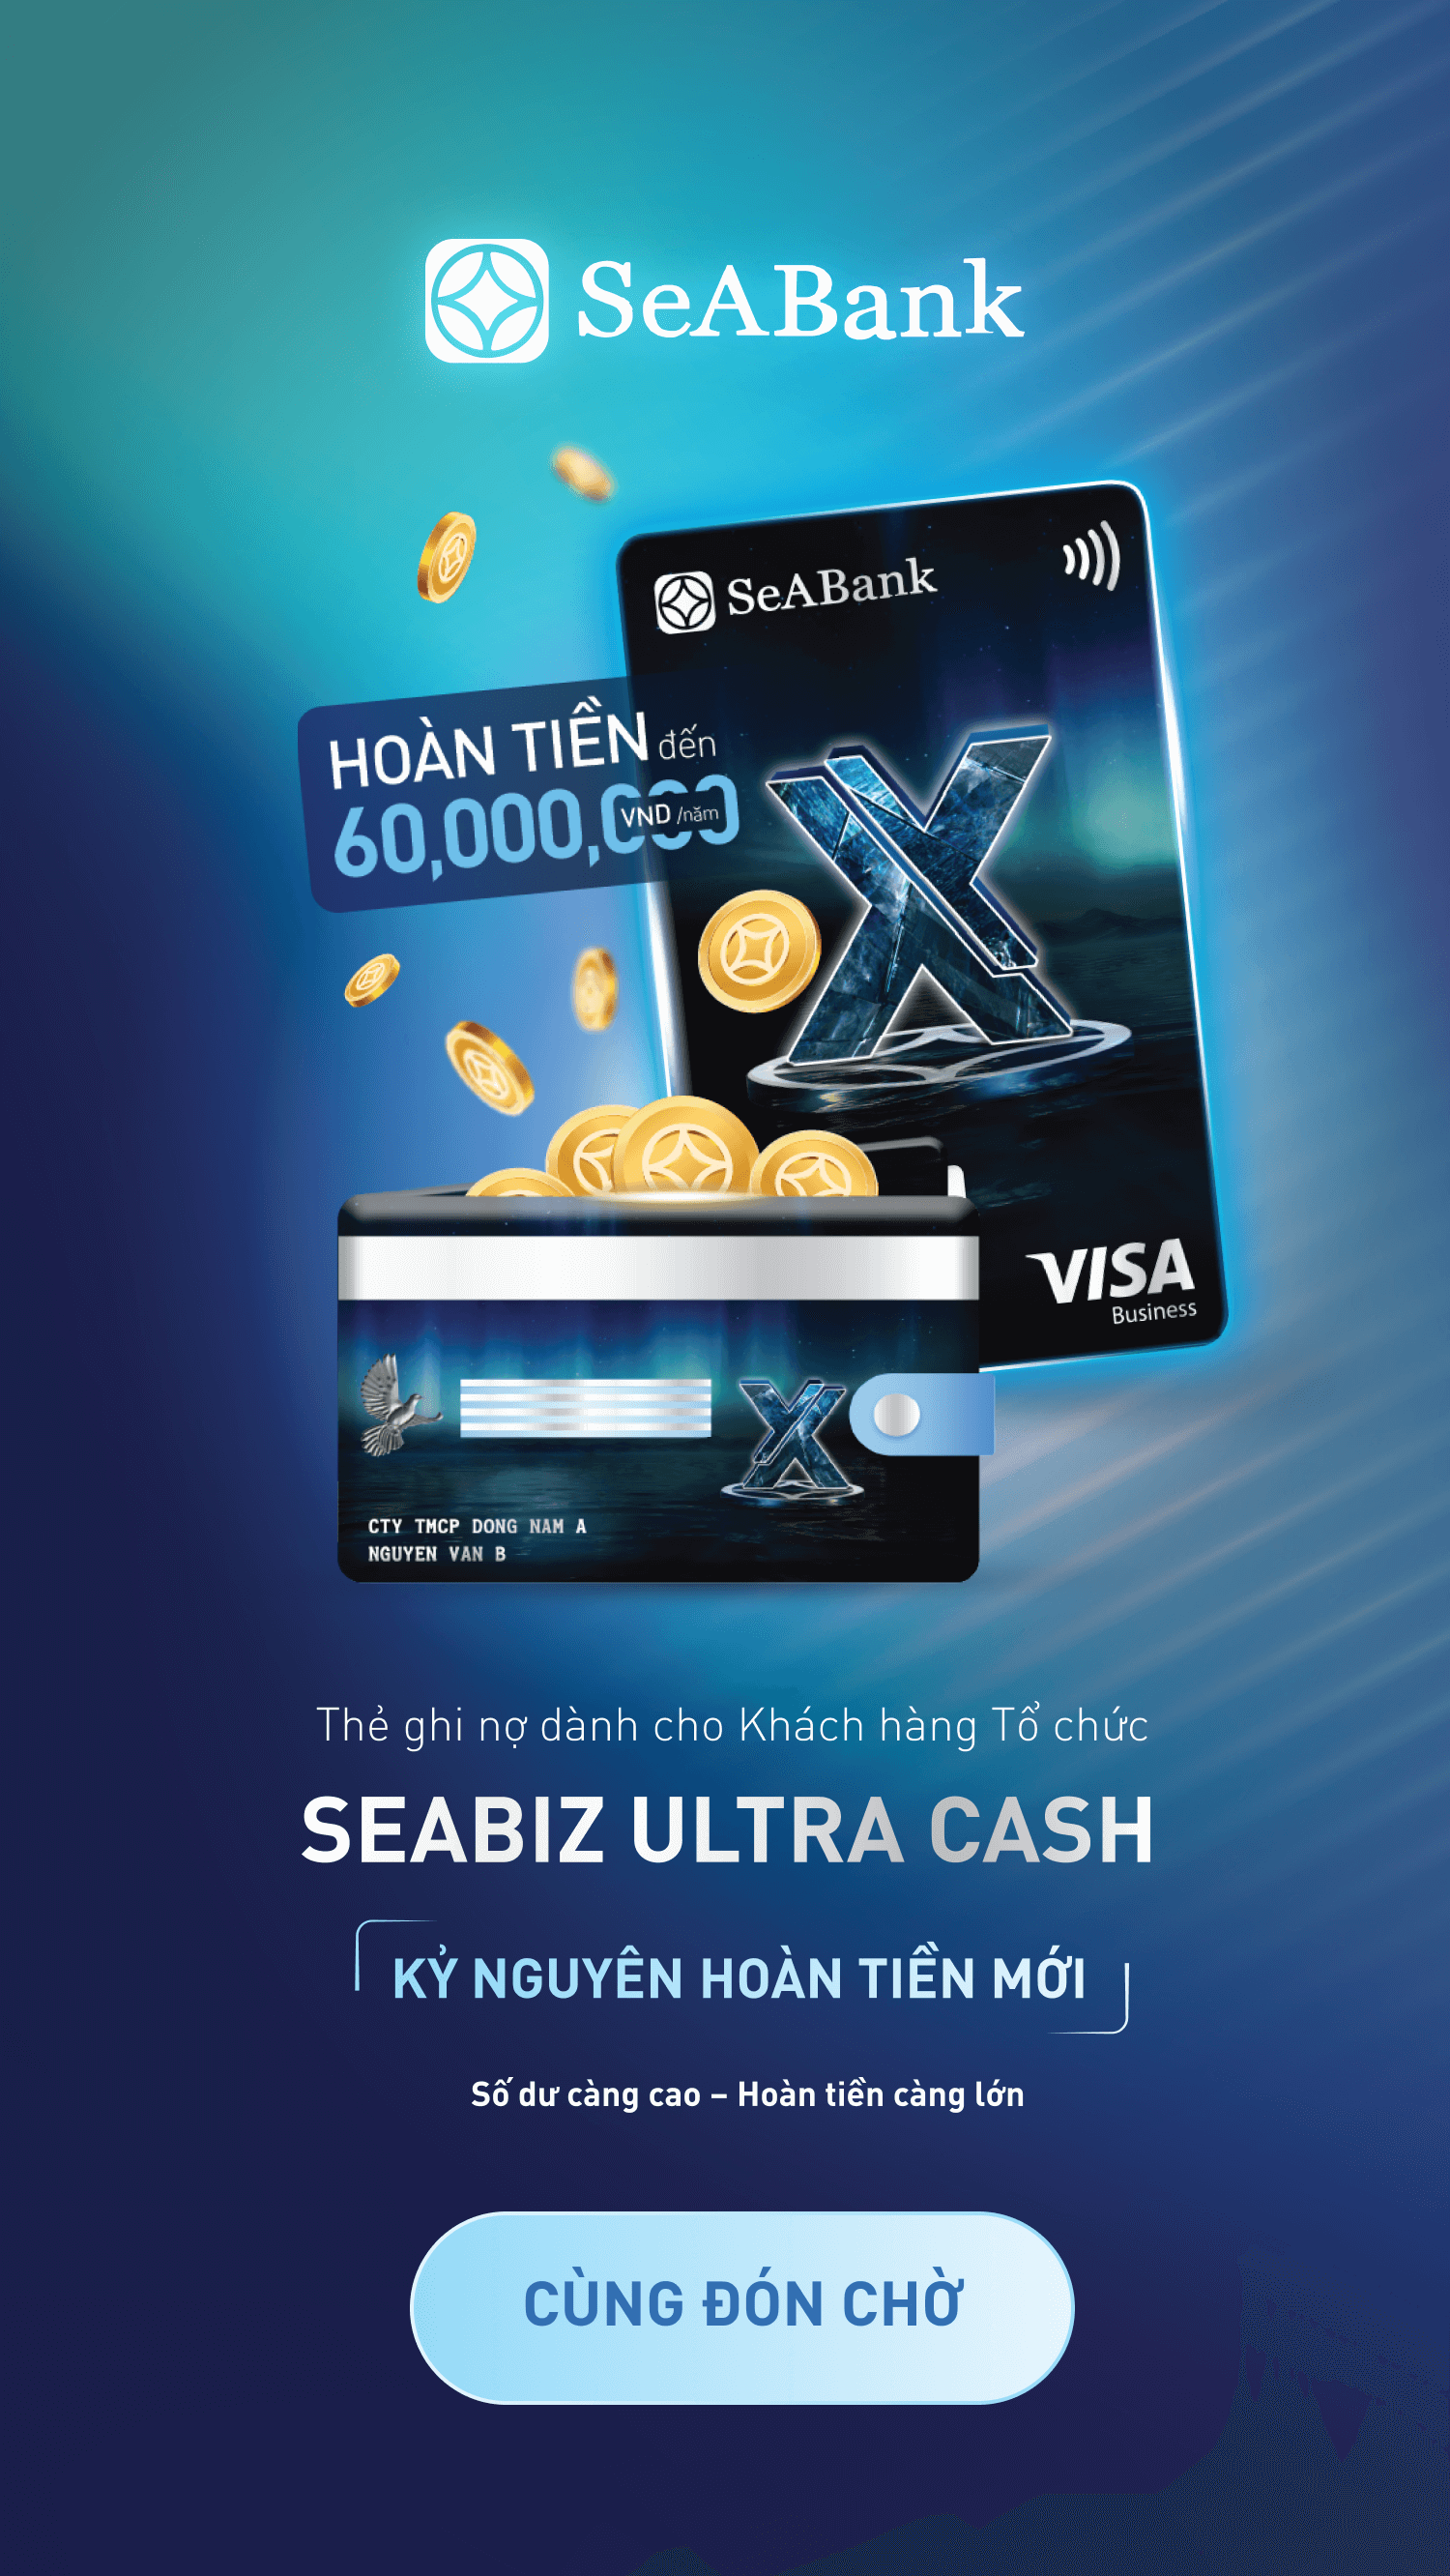 SeABank
SeABank
HOÀN TIỀN đến
60,000,000
VND /năm
VISA
Business
CTY TMCP DONG NAM A
NGUYEN VAN B
Thẻ ghi nợ dành cho Khách hàng Tổ chức
SEABIZ ULTRA CASH
KỶ NGUYÊN HOÀN TIỀN MỚI
Số dư càng cao – Hoàn tiền càng lớn
CÙNG ĐÓN CHỜ